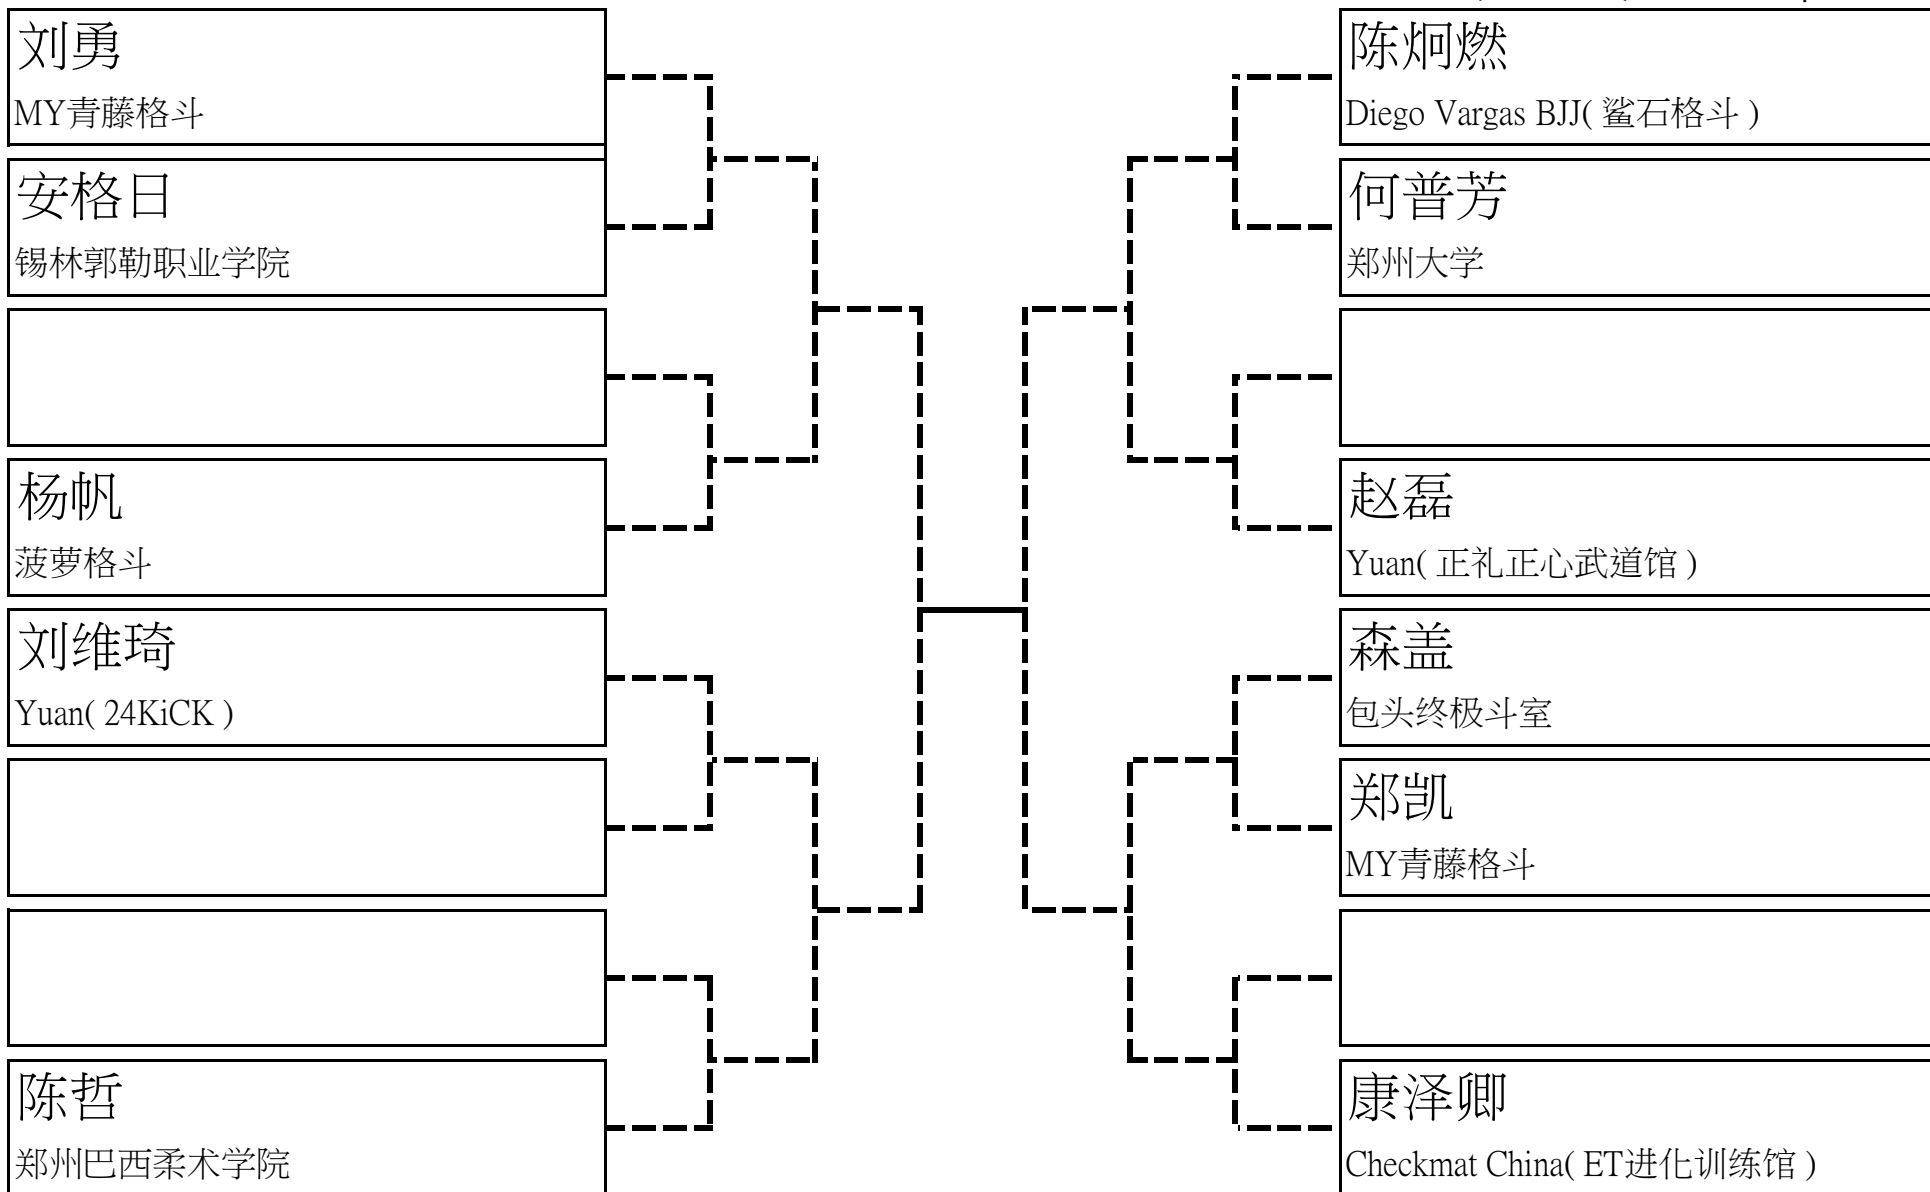 刘勇
MY青藤格斗
安格日
锡林郭勒职业学院
杨帆
菠萝格斗
刘维琦
Yuan( 24KiCK )
陈哲
郑州巴西柔术学院
陈炯燃
Diego Vargas BJJ( 鲨石格斗 )
何普芳
郑州大学
赵磊
Yuan( 正礼正心武道馆 )
森盖
包头终极斗室
郑凯
MY青藤格斗
康泽卿
Checkmat China( ET进化训练馆 )